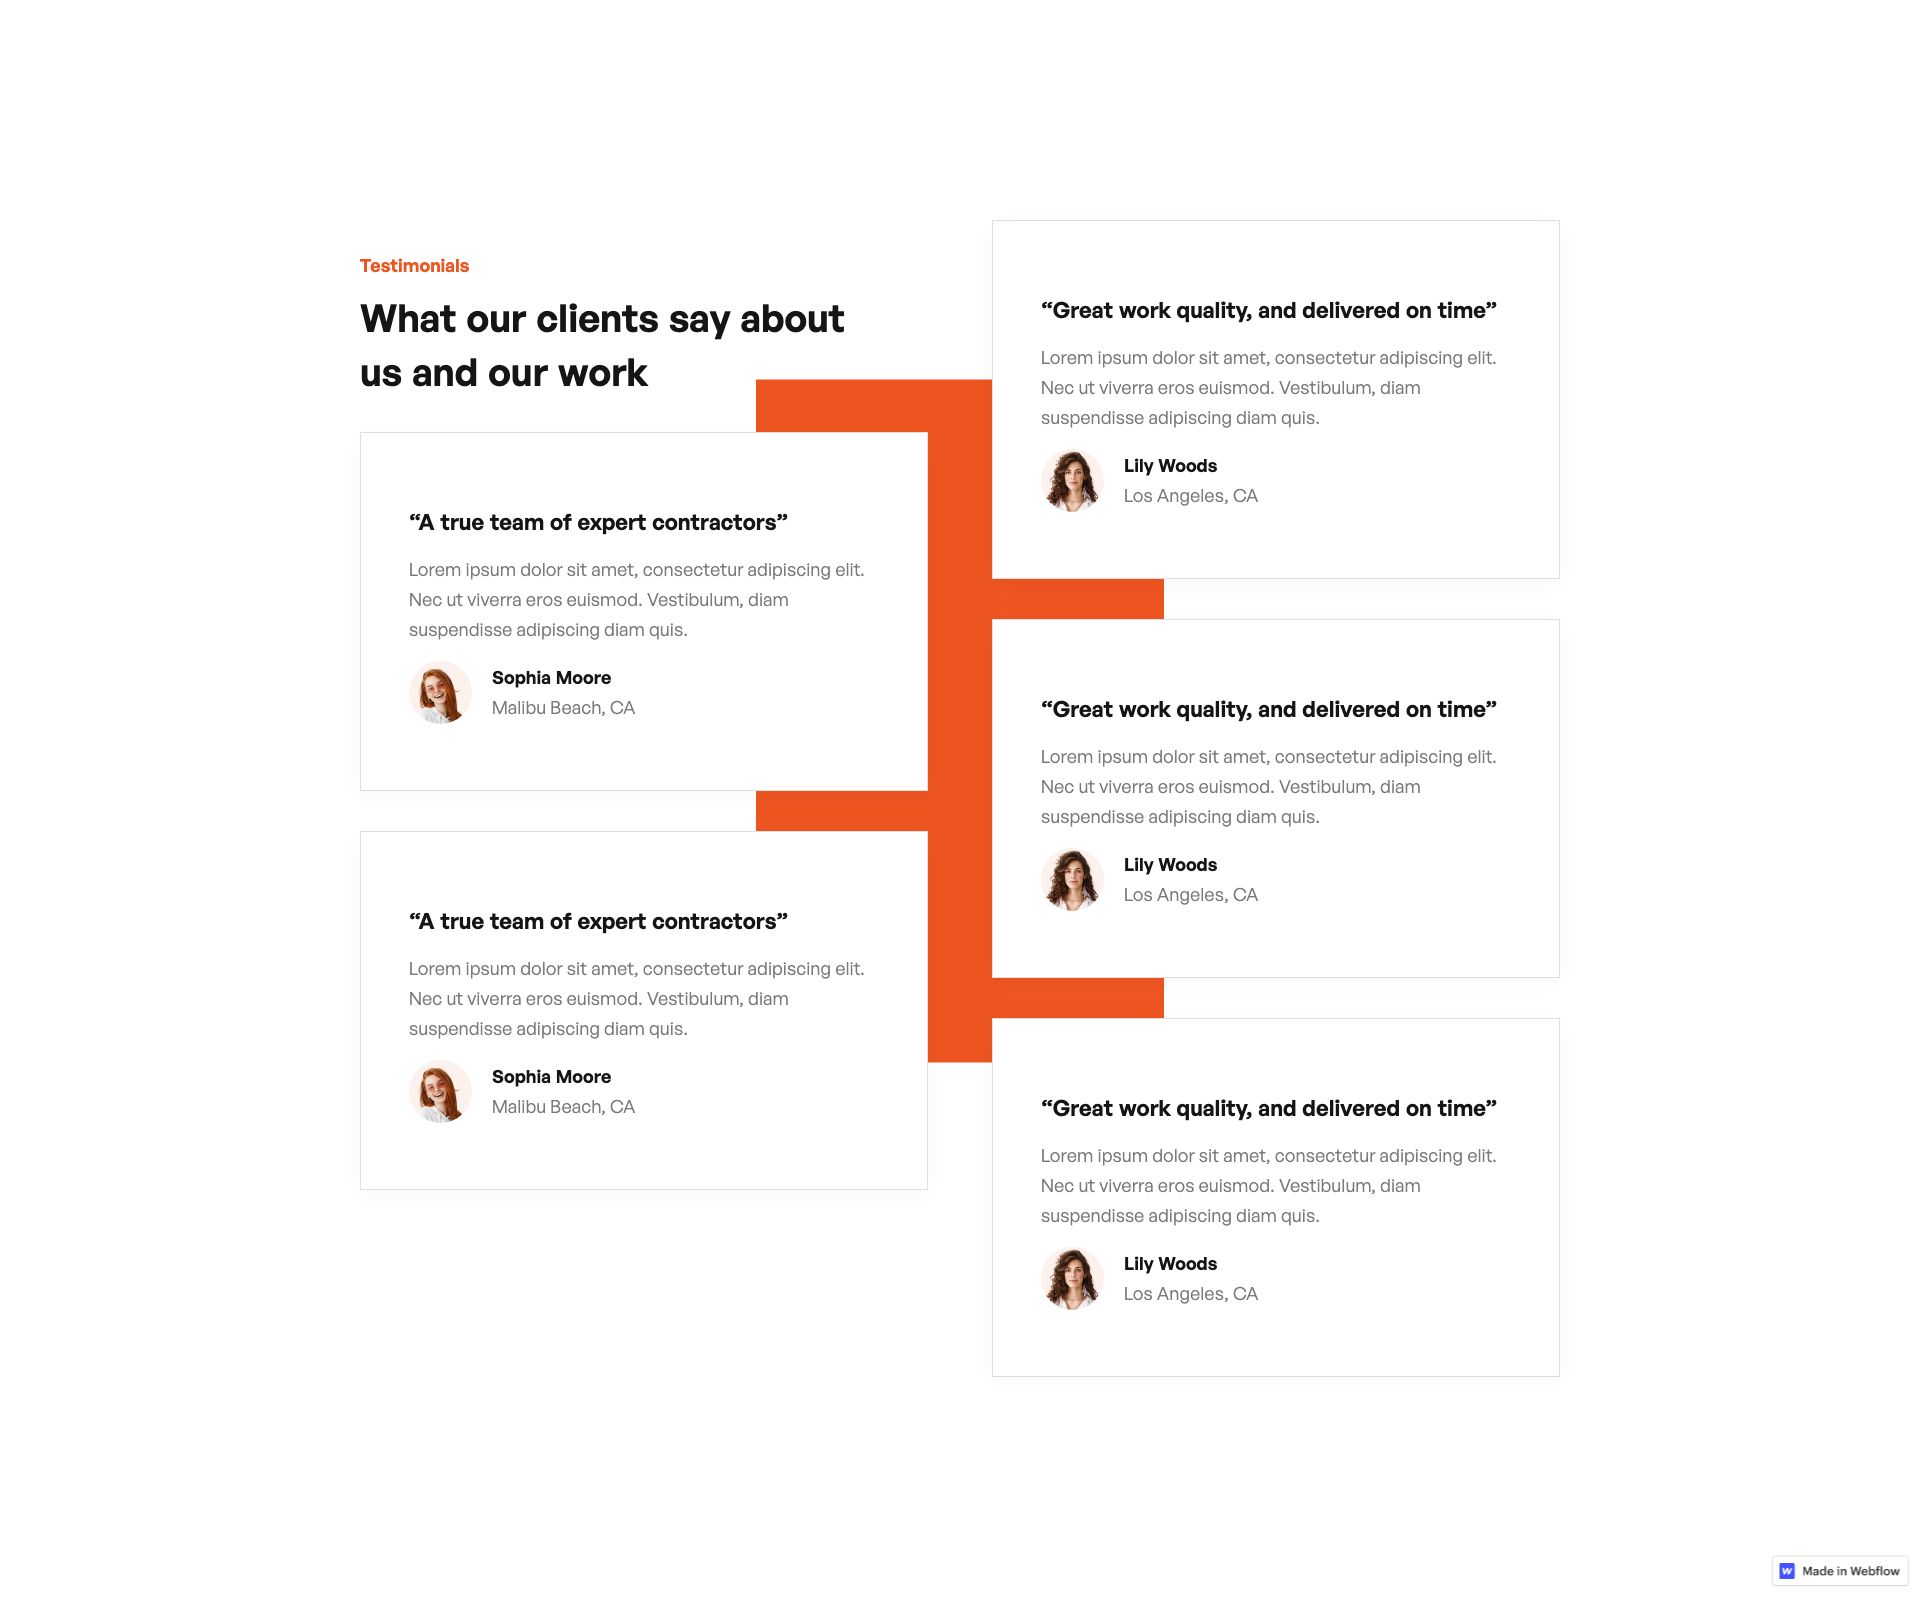 Testimonials
What our clients say about
us and our work
“A true team of expert contractors”
Lorem ipsum dolor sit amet, consectetur adipiscing elit.
Nec ut viverra eros euismod. Vestibulum, diam
suspendisse adipiscing diam quis.
Sophia Moore
Malibu Beach, CA
“A true team of expert contractors”
Lorem ipsum dolor sit amet, consectetur adipiscing elit.
Nec ut viverra eros euismod. Vestibulum, diam
suspendisse adipiscing diam quis.
Sophia Moore
Malibu Beach, CA
“Great work quality, and delivered on time”
Lorem ipsum dolor sit amet, consectetur adipiscing elit.
Nec ut viverra eros euismod. Vestibulum, diam
suspendisse adipiscing diam quis.
Lily Woods
Los Angeles, CA
“Great work quality, and delivered on time”
Lorem ipsum dolor sit amet, consectetur adipiscing elit.
Nec ut viverra eros euismod. Vestibulum, diam
suspendisse adipiscing diam quis.
Lily Woods
Los Angeles, CA
“Great work quality, and delivered on time”
Lorem ipsum dolor sit amet, consectetur adipiscing elit.
Nec ut viverra eros euismod. Vestibulum, diam
suspendisse adipiscing diam quis.
Lily Woods
Los Angeles, CA
Made in Webflow